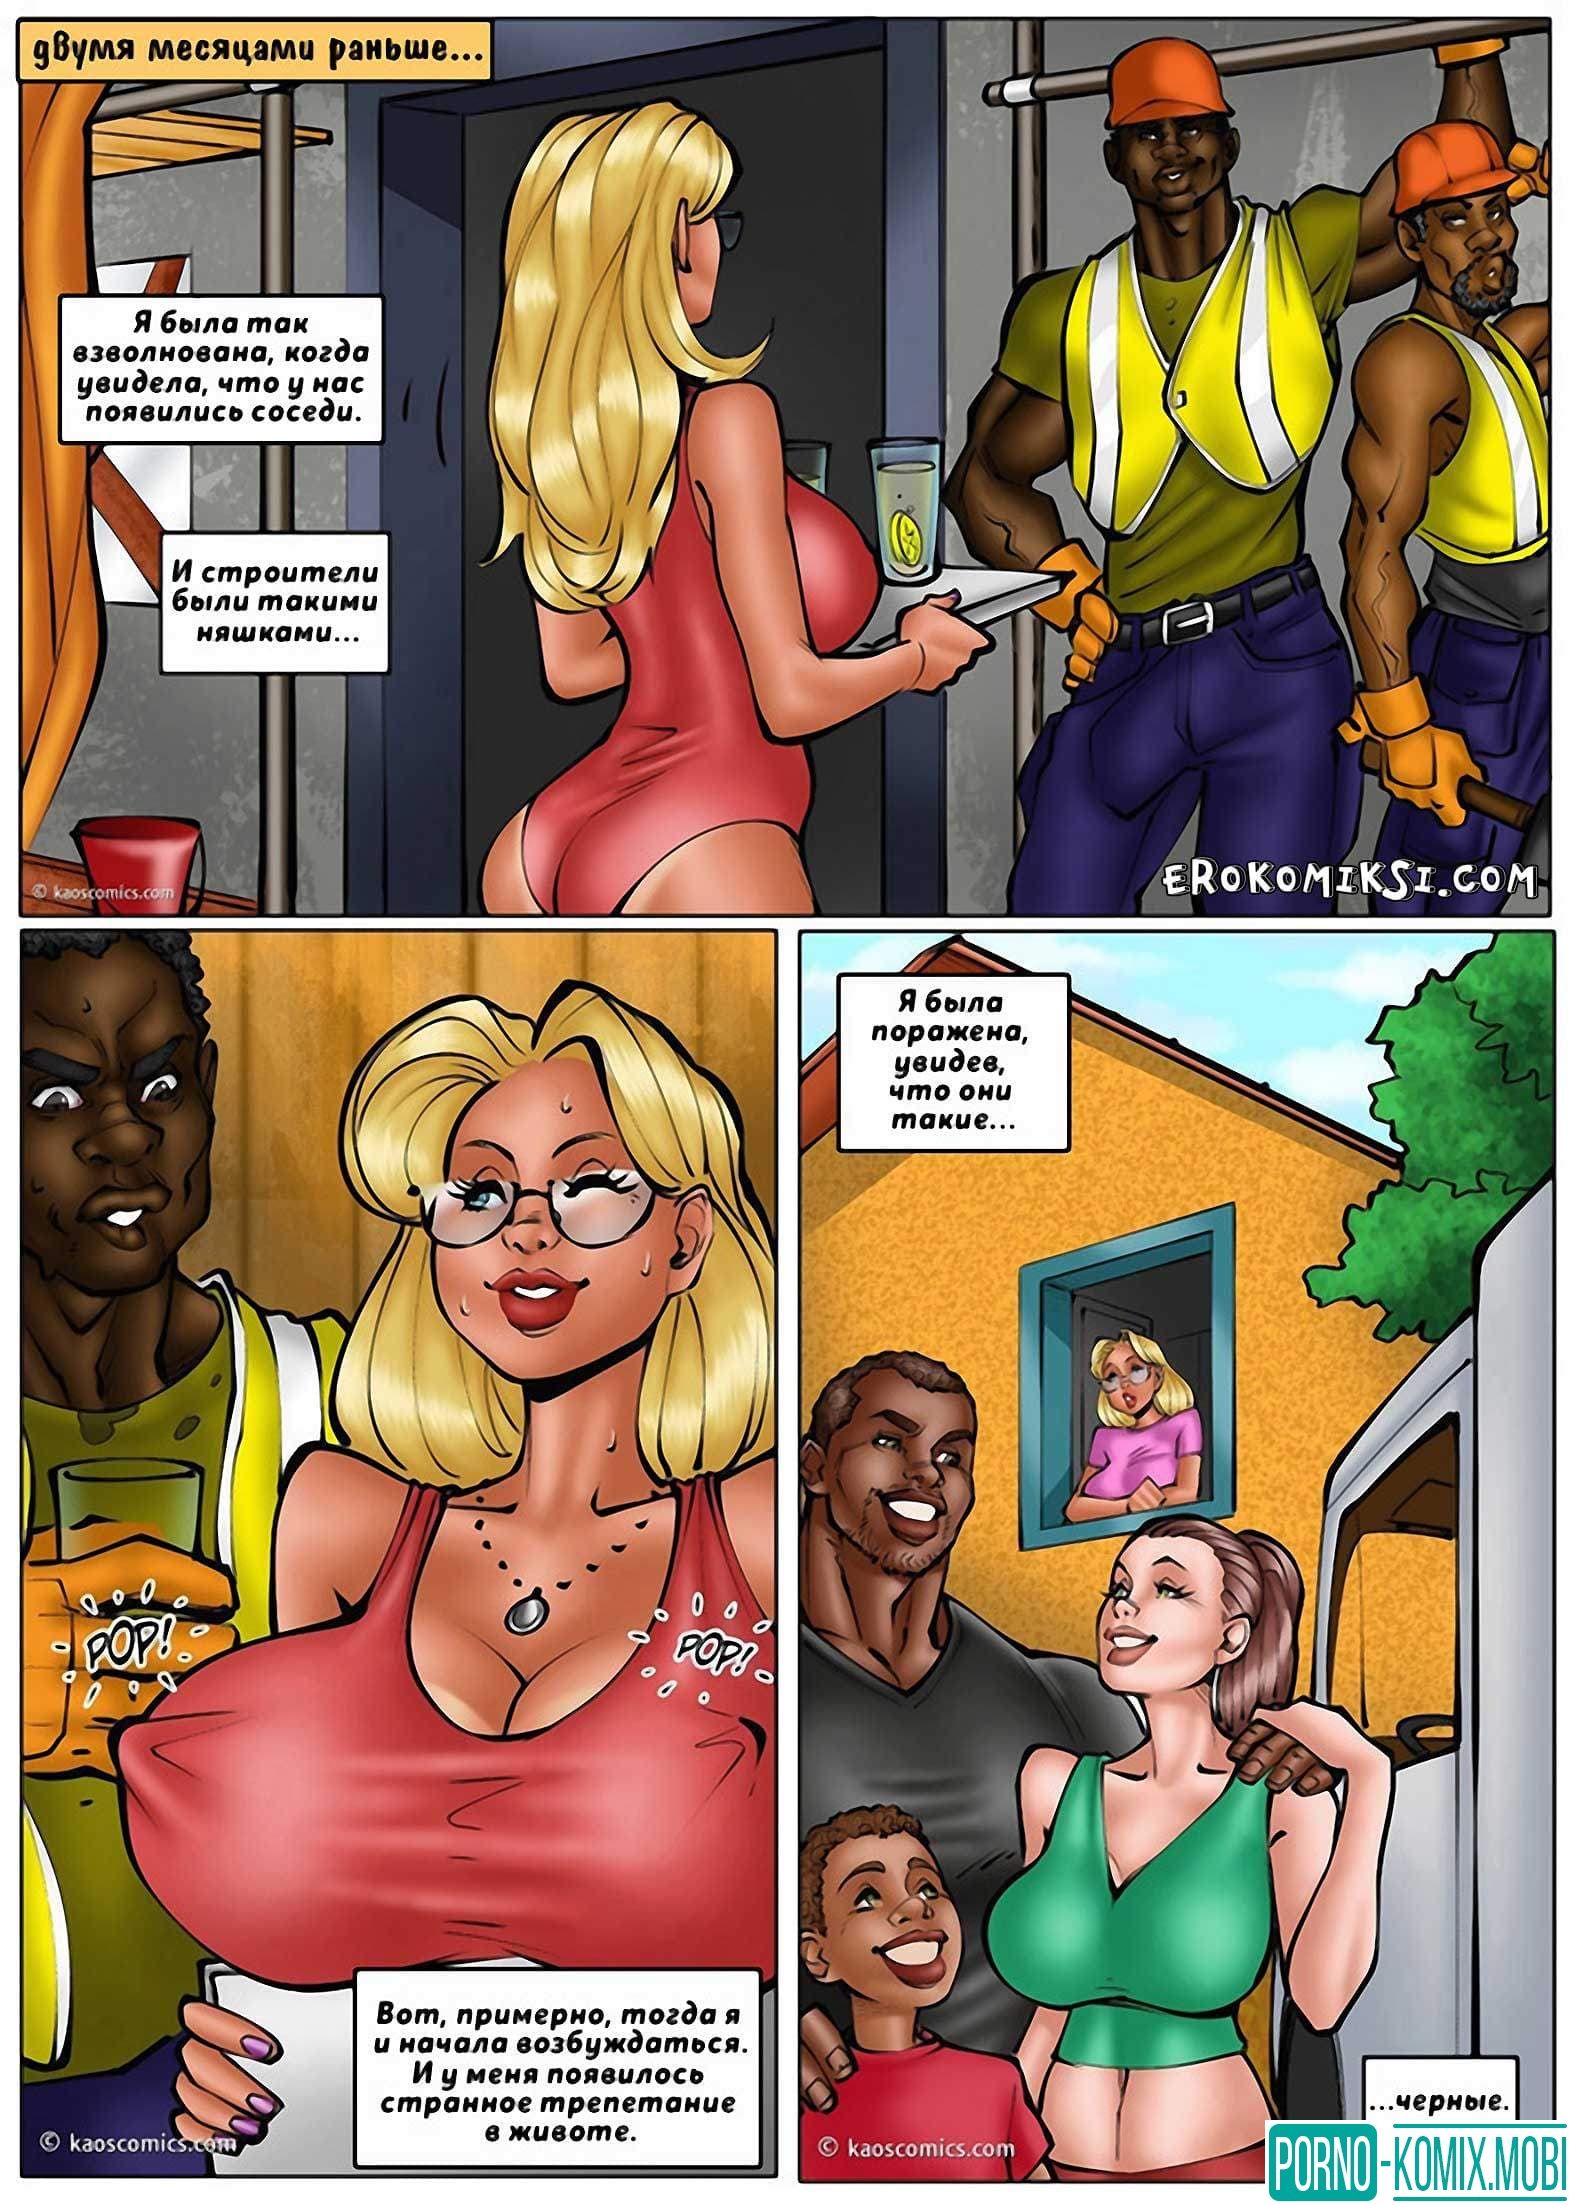 двумя месяцами раньше...
Я была так
взволнована, когда
увидела, что у нас
появились соседи.
И строители
были такими
няшками...
© kaoscomics.com
EROKOMIKSI.COM
POP!
POP!
Вот, примерно, тогда я
и начала возбуждаться.
И у меня появилось
странное трепетание
в животе.
© kaoscomics.com
Я была
поражена,
увидев,
что они
такие...
...черные.
© kaoscomics.com
PORNO-KOMIX.MOBI